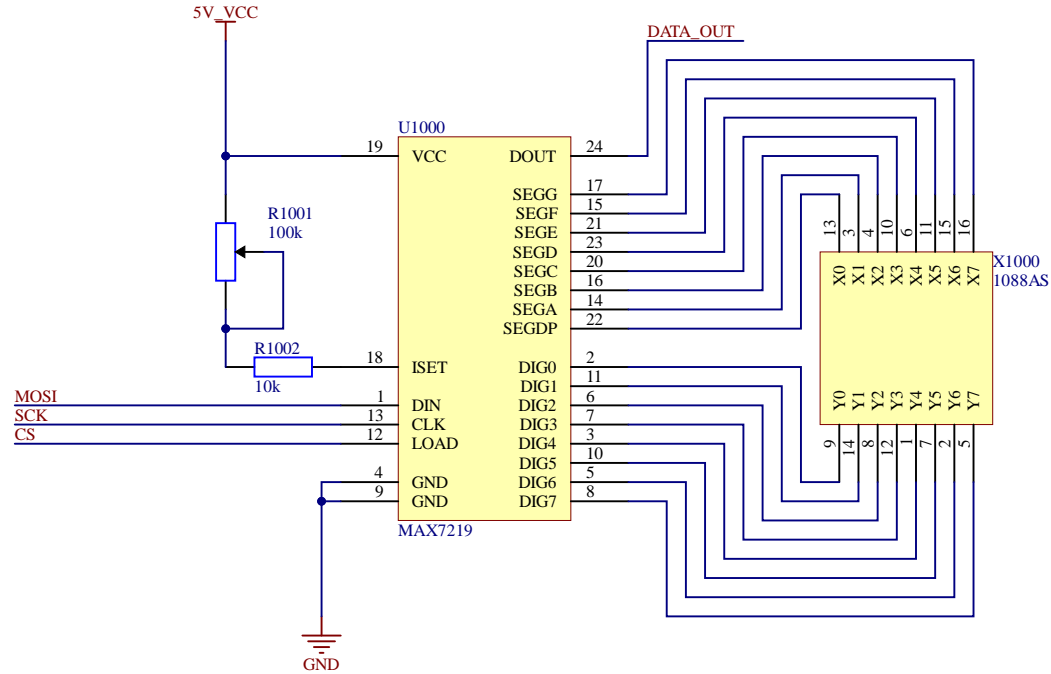 5V_VCC
DATA_OUT
U1000
19 VCC DOUT 24
SEGG 17
SEGF 15
R1001
100k
SEGE 21
SEGD 23
SEGC 20
SEGB 16
SEGA 14
SEGDP 22
13 3 4 10 6 11 15 16
X0 X1 X2 X3 X4 X5 X6 X7
X1000
1088AS
R1002
10k
18 ISET DIG0 2
DIG1 11
MOSI 1 DIN DIG2 6
SCK 13 CLK DIG3 7
CS 12 LOAD DIG4 3
DIG5 10
4 GND DIG6 5
9 GND DIG7 8
Y0 Y1 Y2 Y3 Y4 Y5 Y6 Y7
9 14 8 12 1 7 2 5
MAX7219
GND